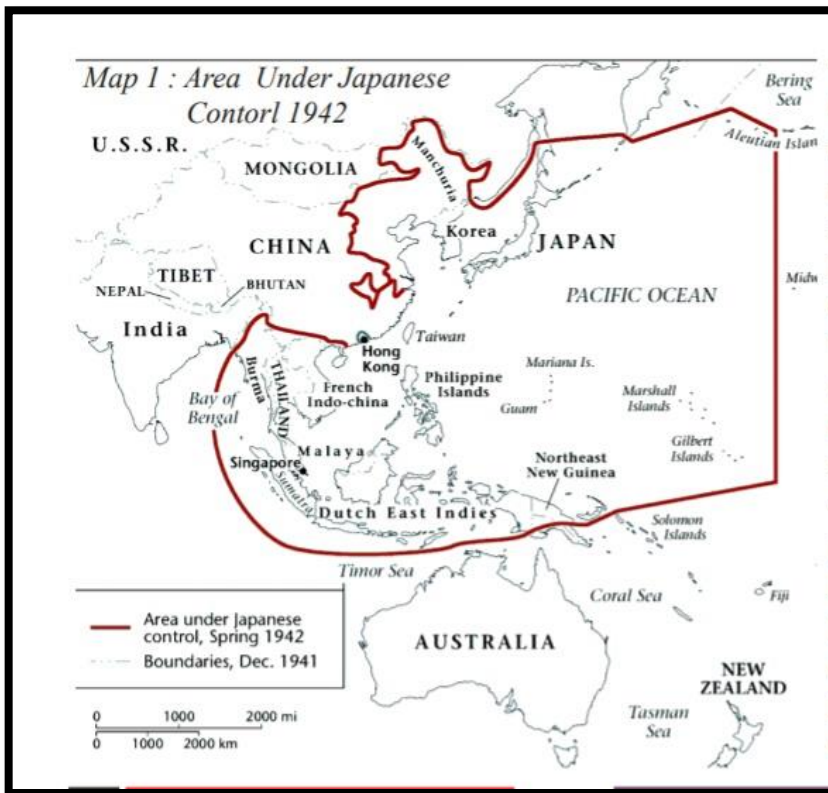 Map 1 : Area Under Japanese
Contorl 1942
Bering
Sea
Aleutian Islan
U.S.S.R.
MONGOLIA
Manchuria
Korea
JAPAN
CHINA
TIBET
NEPAL
BHUTAN
India
PACIFIC OCEAN
Midw
Taiwan
Hong
Kong
Burma
THAILAND
French
Indo-china
Philippine
Islands
Mariana Is.
Guam
Marshall
Islands
Gilbert
Islands
Bay of
Bengal
Malaya
Singapore
Sumatra
Northeast
New Guinea
Dutch East Indies
Solomon
Islands
Timor Sea
Coral Sea
Fiji
Area under Japanese
control, Spring 1942
Boundaries, Dec. 1941
AUSTRALIA
NEW
ZEALAND
Tasman
Sea
0 1000 2000 mi
0 1000 2000 km